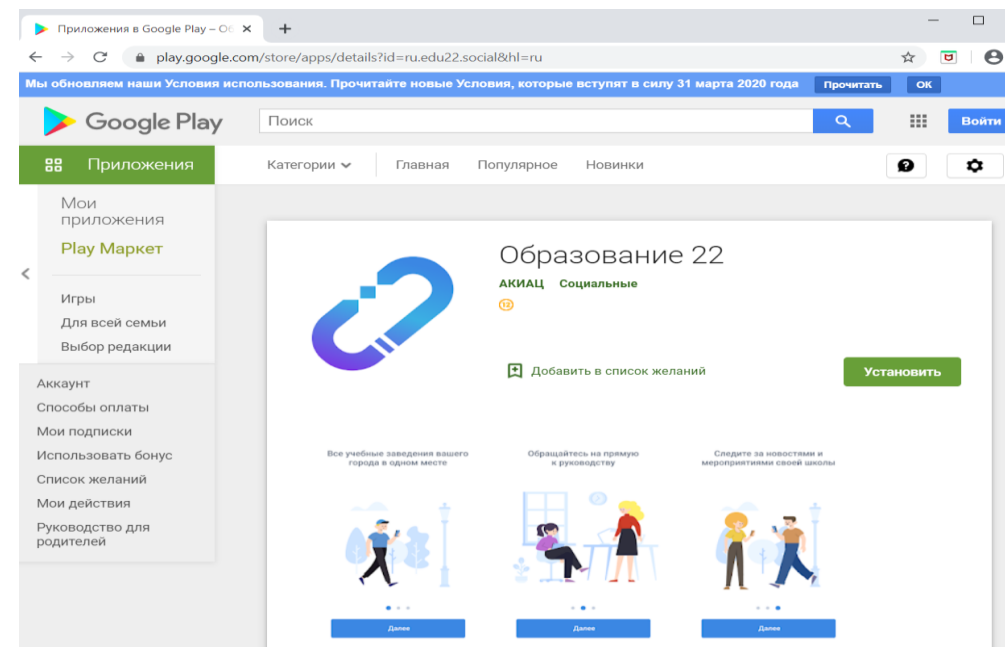 Приложения в Google Play – Об
play.google.com/store/apps/details?id=ru.edu22.social&hl=ru
Мы обновляем наши Условия использования. Прочитайте новые Условия, которые вступят в силу 31 марта 2020 года Прочитать ОК
Google Play Поиск Войти
Приложения Категории Главная Популярное Новинки
Мои
приложения
Play Маркет
Игры
Для всей семьи
Выбор редакции
Аккаунт
Способы оплаты
Мои подписки
Использовать бонус
Список желаний
Мои действия
Руководство для
родителей
Образование 22
АКИАЦ Социальные
12
Добавить в список желаний Установить
Все учебные заведения вашего
города в одном месте
Далее
Обращайтесь на прямую
к руководству
Далее
Следите за новостями и
мероприятиями своей школы
Далее